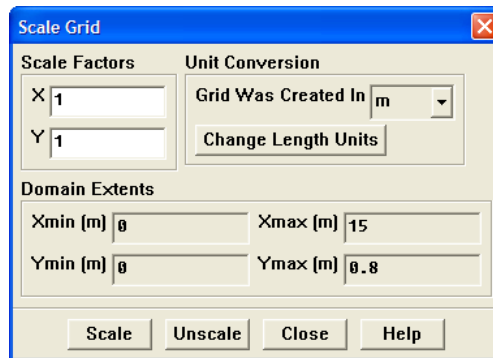 Scale Grid
Scale Factors Unit Conversion
X 1 Grid Was Created In m
Y 1 Change Length Units
Domain Extents
Xmin (m) 0 Xmax (m) 15
Ymin (m) 0 Ymax (m) 0.8
Scale Unscale Close Help